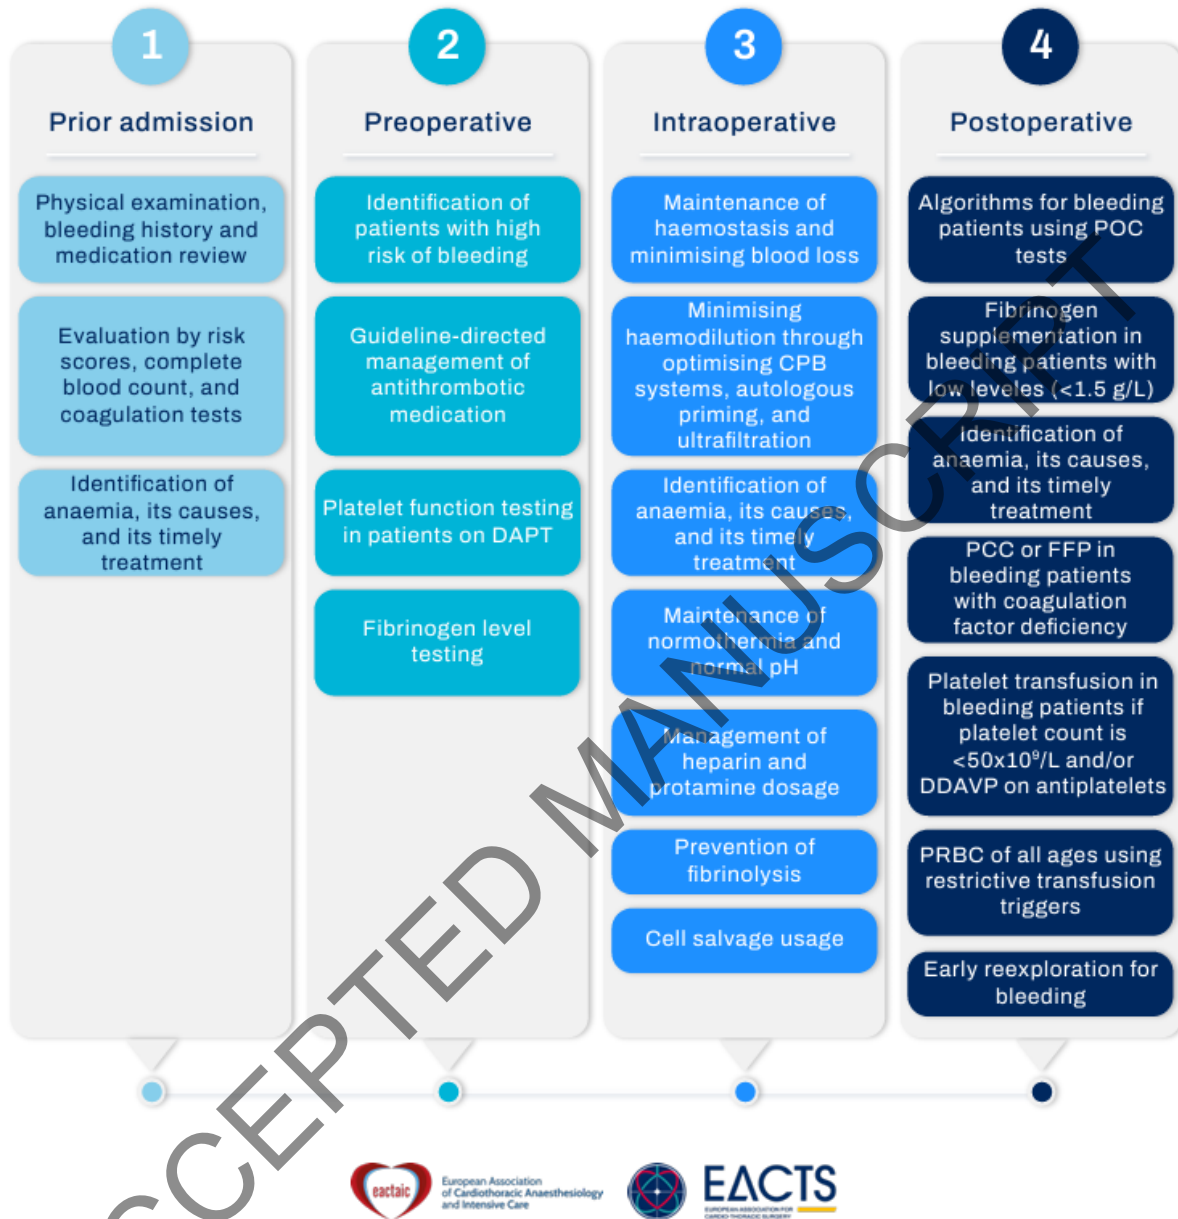 1
Prior admission
Physical examination,
bleeding history and
medication review
Evaluation by risk
scores, complete
blood count, and
coagulation tests
Identification of
anaemia, its causes,
and its timely
treatment
2
Preoperative
Identification of
patients with high
risk of bleeding
Guideline-directed
management of
antithrombotic
medication
Platelet function testing
in patients on DAPT
Fibrinogen level
testing
3
Intraoperative
Maintenance of
haemostasis and
minimising blood loss
Minimising
haemodilution through
optimising CPB
systems, autologous
priming, and
ultrafiltration
Identification of
anaemia, its causes,
and its timely
treatment
Maintenance of
normothermia and
normal pH
Management of
heparin and
protamine dosage
Prevention of
fibrinolysis
Cell salvage usage
4
Postoperative
Algorithms for bleeding
patients using POC
tests
Fibrinogen
supplementation in
bleeding patients with
low leveles (<1.5 g/L)
Identification of
anaemia, its causes,
and its timely
treatment
PCC or FFP in
bleeding patients
with coagulation
factor deficiency
Platelet transfusion in
bleeding patients if
platelet count is
<50x10⁹/L and/or
DDAVP on antiplatelets
PRBC of all ages using
restrictive transfusion
triggers
Early reexploration for
bleeding
CCEPTED MANUSCRIPT
eactaic
European Association
of Cardiothoracic Anaesthesiology
and Intensive Care
EACTS
EUROPEAN ASSOCIATION FOR
CARDIO-THORACIC SURGERY